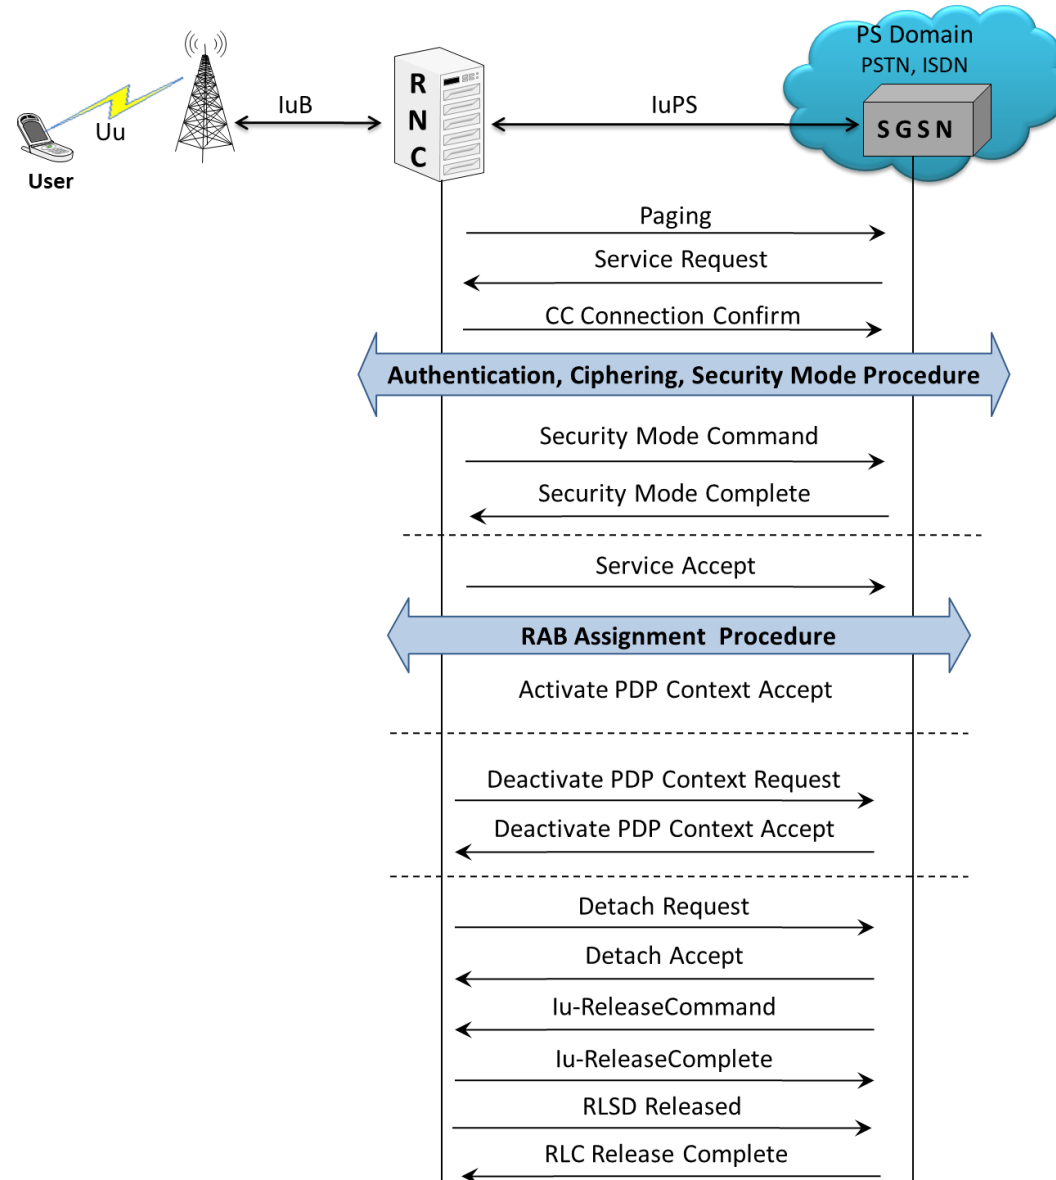 PS Domain
PSTN, ISDN
R
N
C
IuB
IuPS
SGSN
Uu
User
Paging
Service Request
CC Connection Confirm
Authentication, Ciphering, Security Mode Procedure
Security Mode Command
Security Mode Complete
Service Accept
RAB Assignment  Procedure
Activate PDP Context Accept
Deactivate PDP Context Request
Deactivate PDP Context Accept
Detach Request
Detach Accept
Iu-ReleaseCommand
Iu-ReleaseComplete
RLSD Released
RLC Release Complete